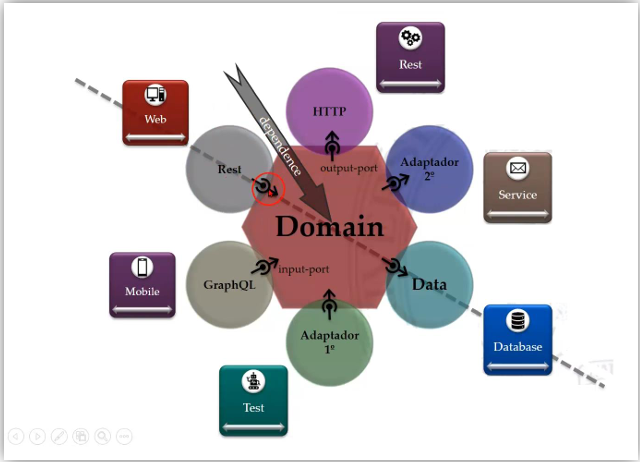 Rest
Web
HTTP
dependence
Rest
output-port
Adaptador
2º
Service
Domain
Mobile
GraphQL
input-port
Data
Adaptador
1º
Database
Test